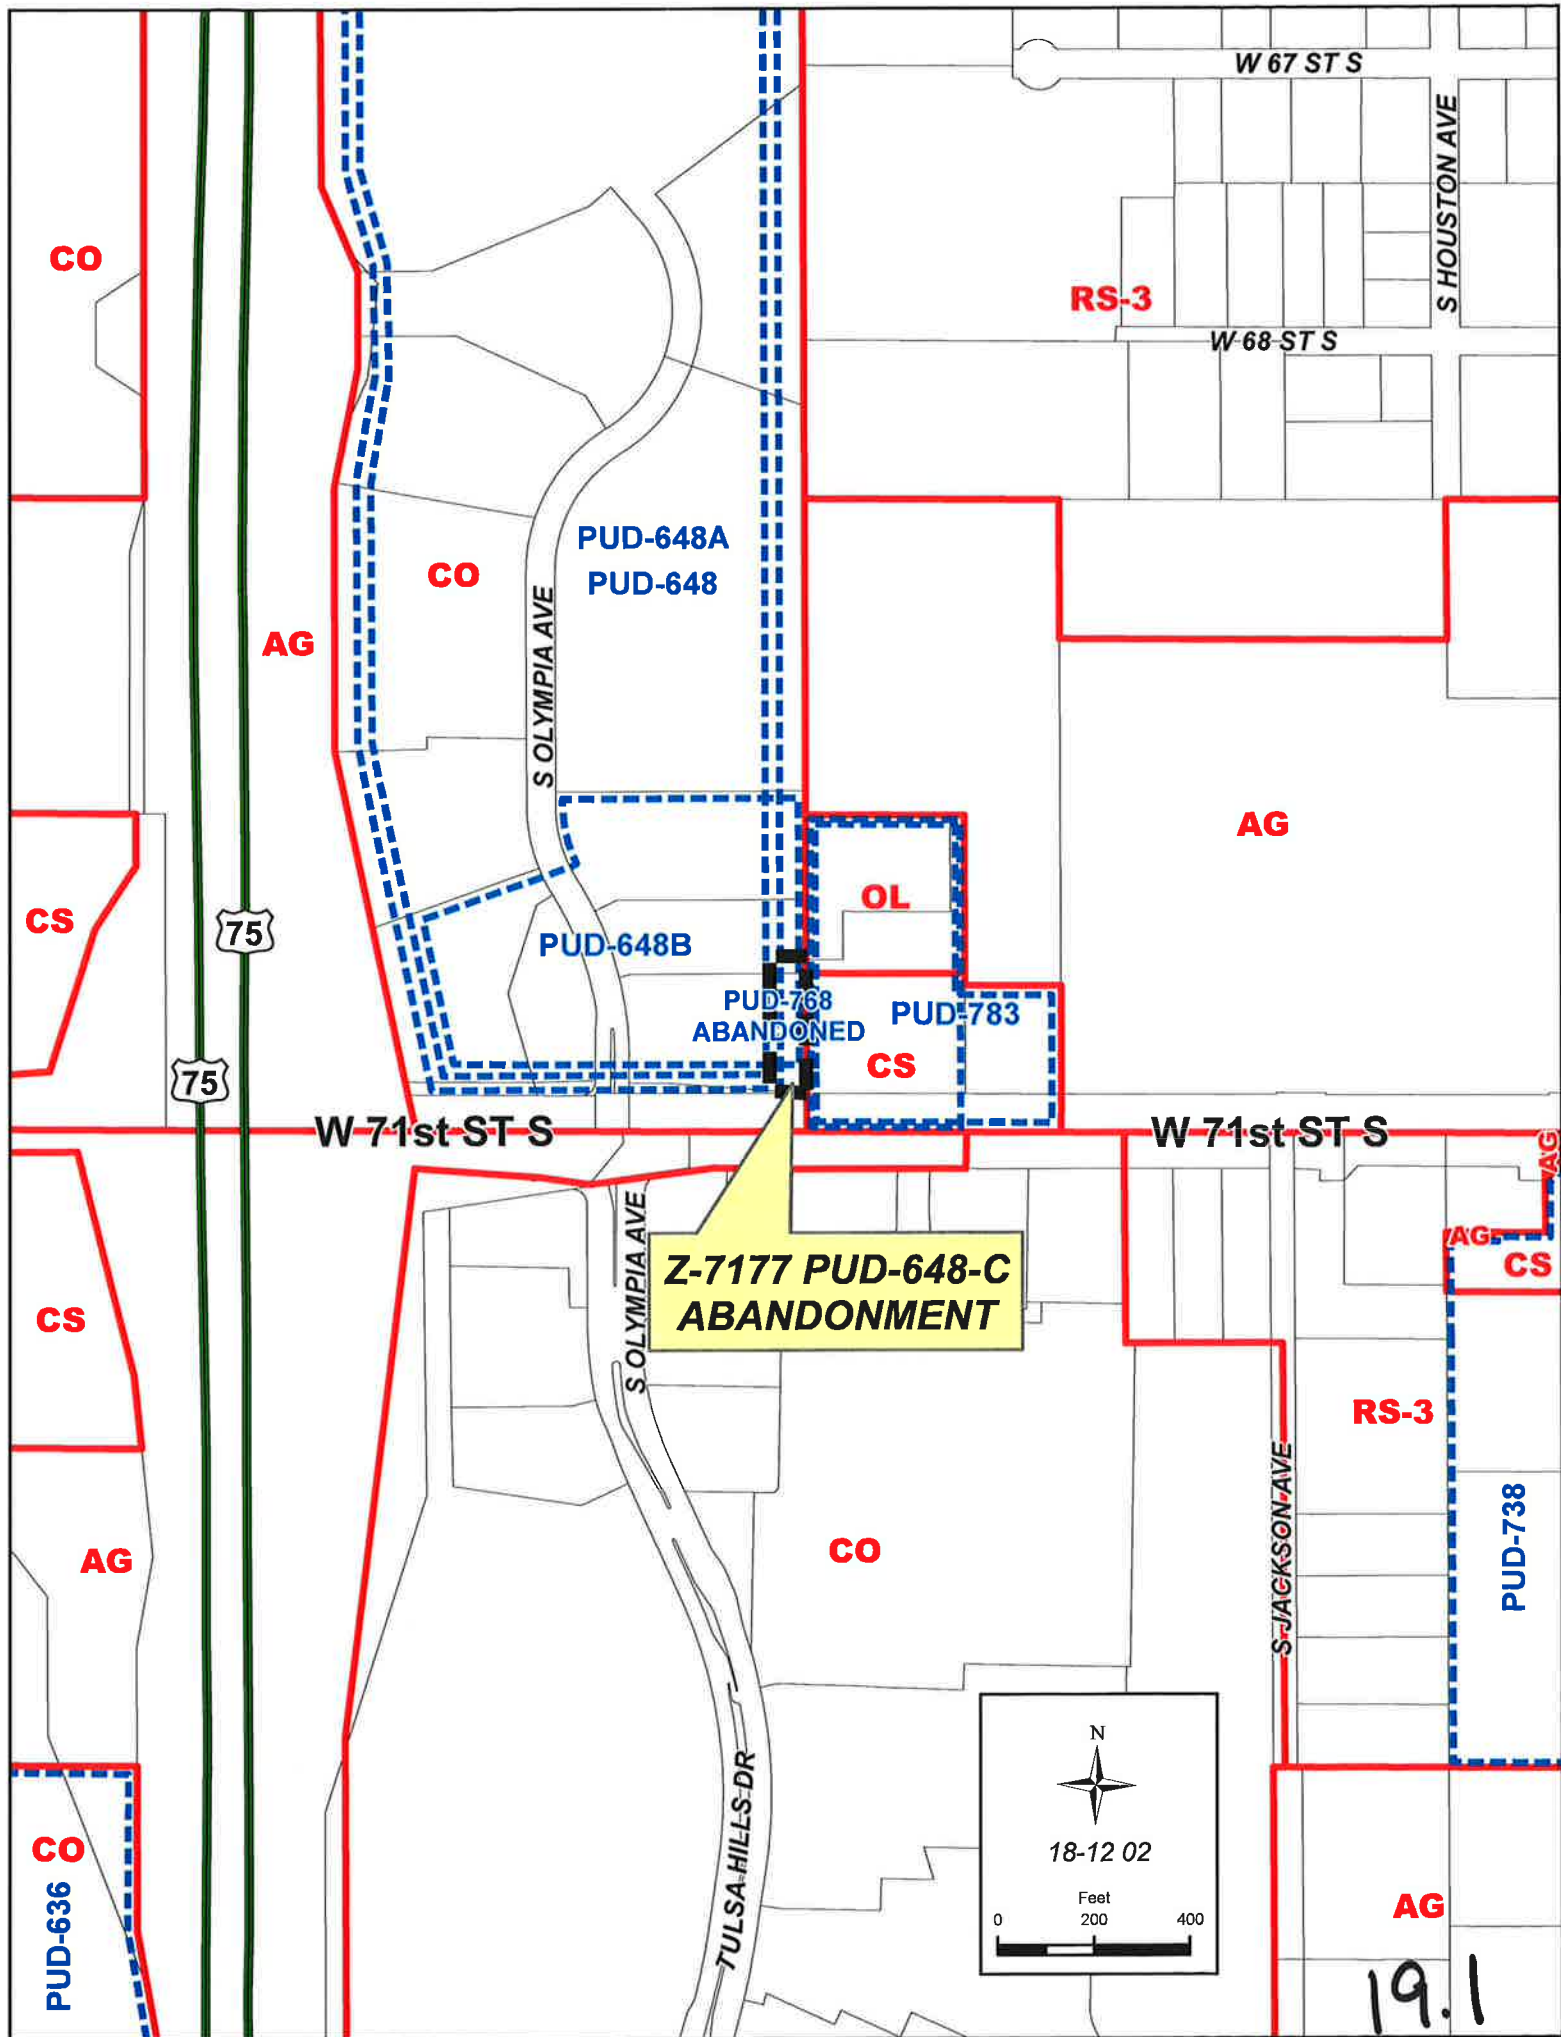 W 67 ST S
S HOUSTON AVE
CO
RS-3
W 68 ST S
PUD-648A
PUD-648
CO
AG
S OLYMPIA AVE
AG
OL
CS
75
PUD-648B
PUD-768
ABANDONED
PUD-783
CS
75
W 71st ST S
W 71st ST S
AG
AG
CS
S OLYMPIA AVE
Z-7177 PUD-648-C
ABANDONMENT
CS
RS-3
S JACKSON AVE
PUD-738
CO
AG
N
18-12 02
Feet
0 200 400
TULSA HILLS DR
CO
PUD-636
AG
19.1